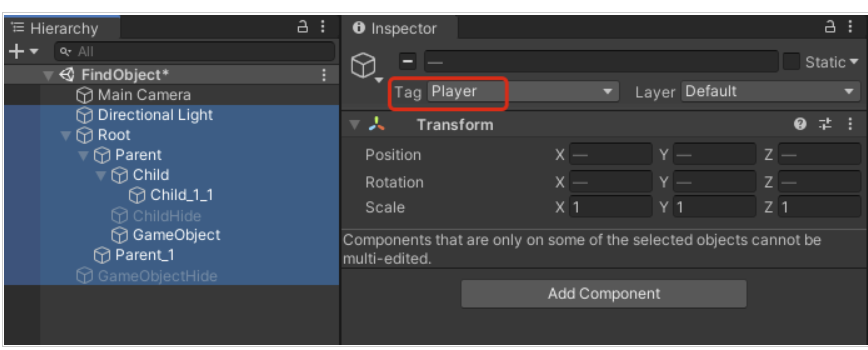 Hierarchy
All
FindObject*
Main Camera
Directional Light
Root
Parent
Child
Child_1_1
ChildHide
GameObject
Parent_1
GameObjectHide
Inspector
— Static
Tag Player Layer Default
Transform
Position X — Y — Z —
Rotation X — Y — Z —
Scale X 1 Y 1 Z 1
Components that are only on some of the selected objects cannot be
multi-edited.
Add Component